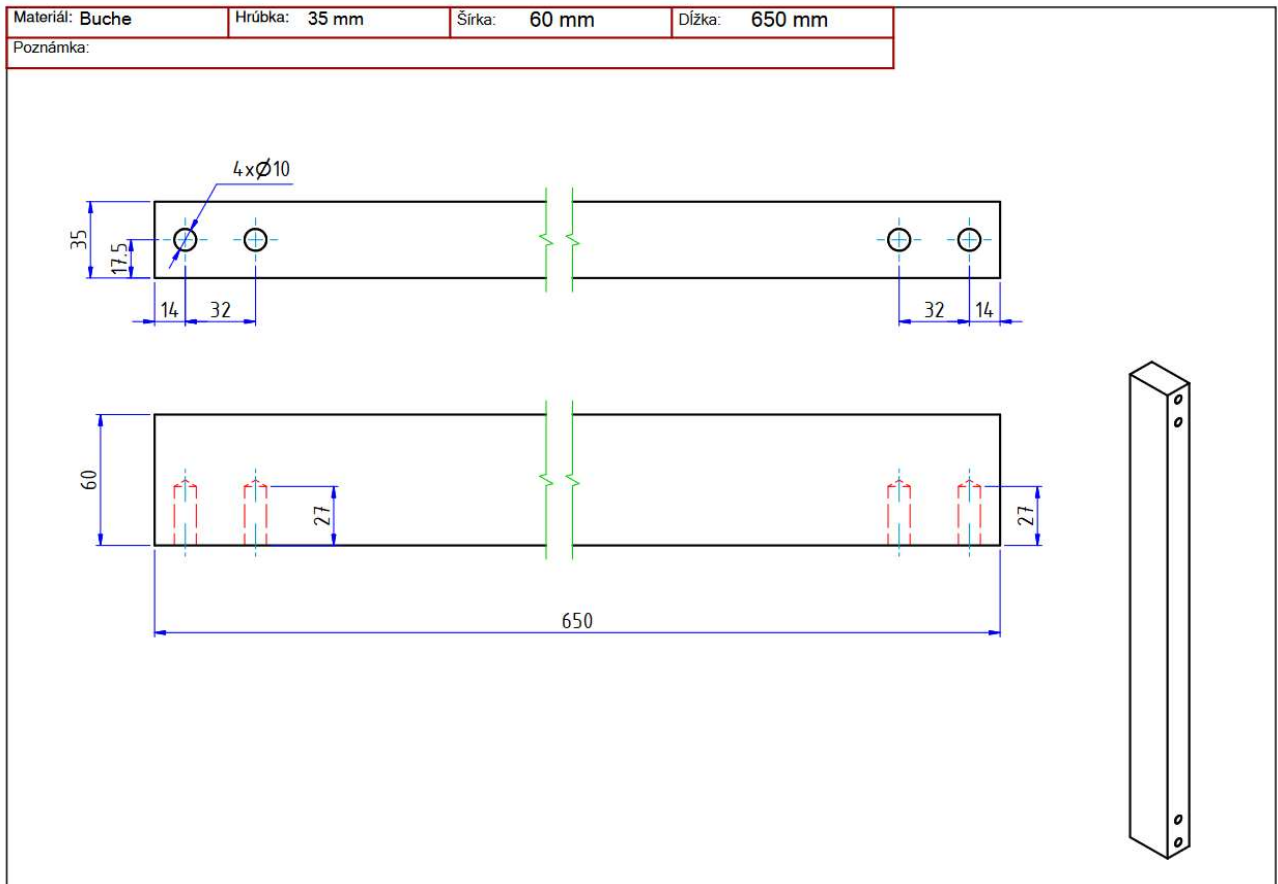 Materiál: Buche Hrúbka: 35 mm Šírka: 60 mm Dĺžka: 650 mm
Poznámka:
4xØ10
35
17.5
14 32 32 14
60
27 27
650